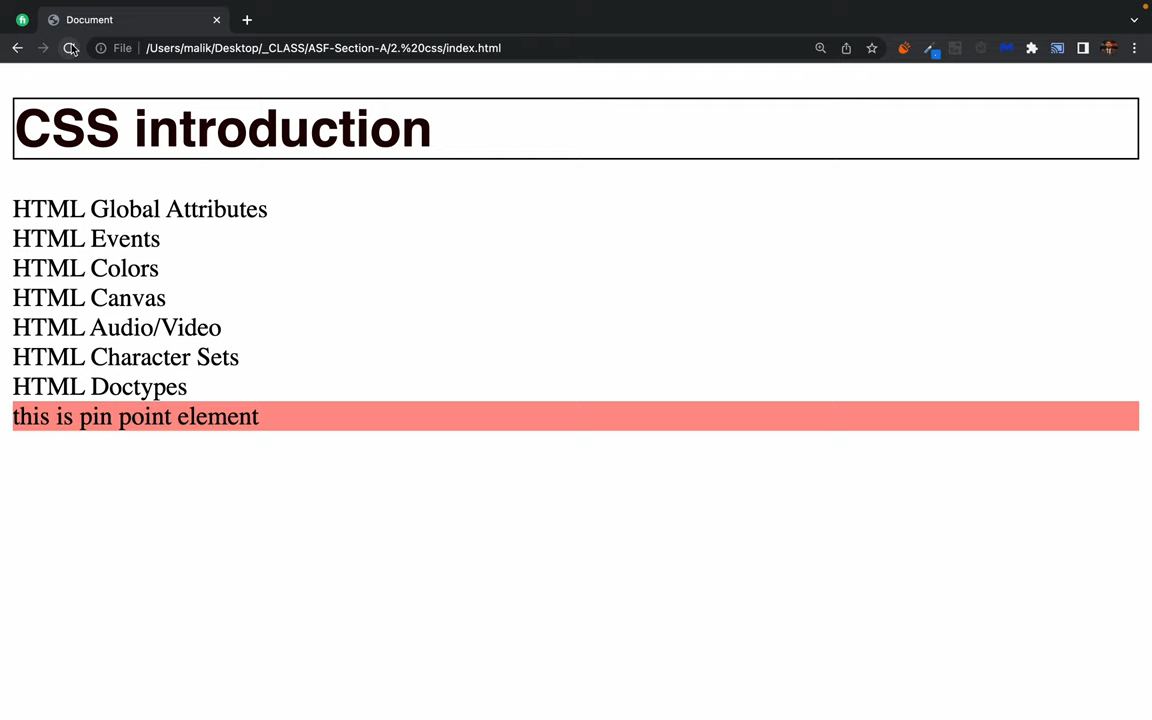 Document
File /Users/malik/Desktop/_CLASS/ASF-Section-A/2.%20css/index.html
CSS introduction
HTML Global Attributes
HTML Events
HTML Colors
HTML Canvas
HTML Audio/Video
HTML Character Sets
HTML Doctypes
this is pin point element